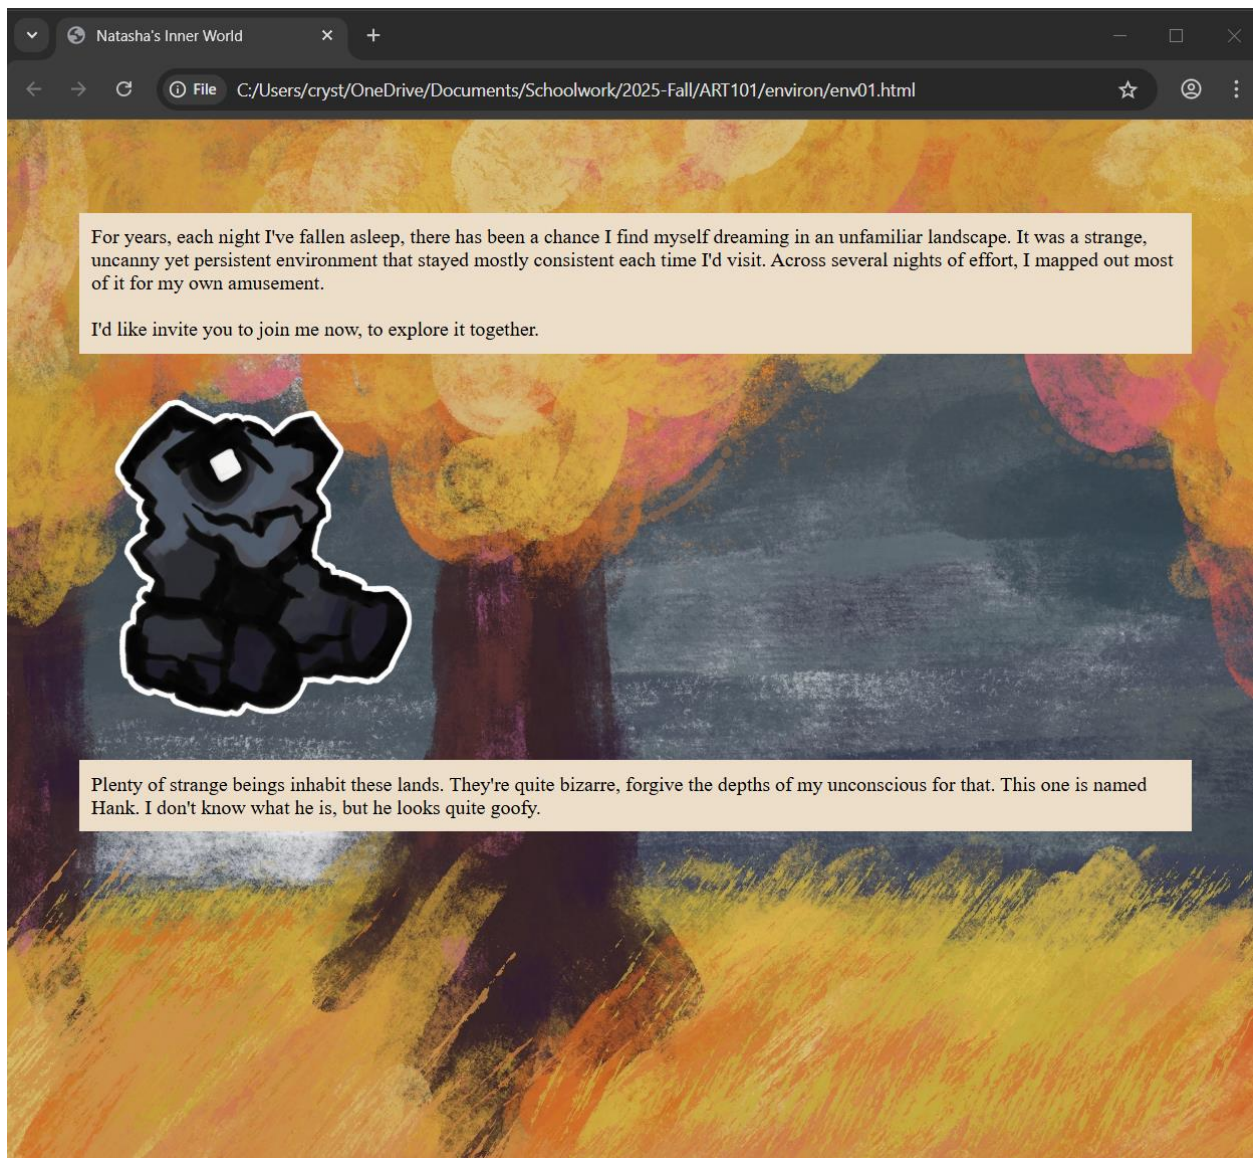 Natasha's Inner World
File C:/Users/cryst/OneDrive/Documents/Schoolwork/2025-Fall/ART101/environ/env01.html
For years, each night I've fallen asleep, there has been a chance I find myself dreaming in an unfamiliar landscape. It was a strange,
uncanny yet persistent environment that stayed mostly consistent each time I'd visit. Across several nights of effort, I mapped out most
of it for my own amusement.
I'd like invite you to join me now, to explore it together.
Plenty of strange beings inhabit these lands. They're quite bizarre, forgive the depths of my unconscious for that. This one is named
Hank. I don't know what he is, but he looks quite goofy.